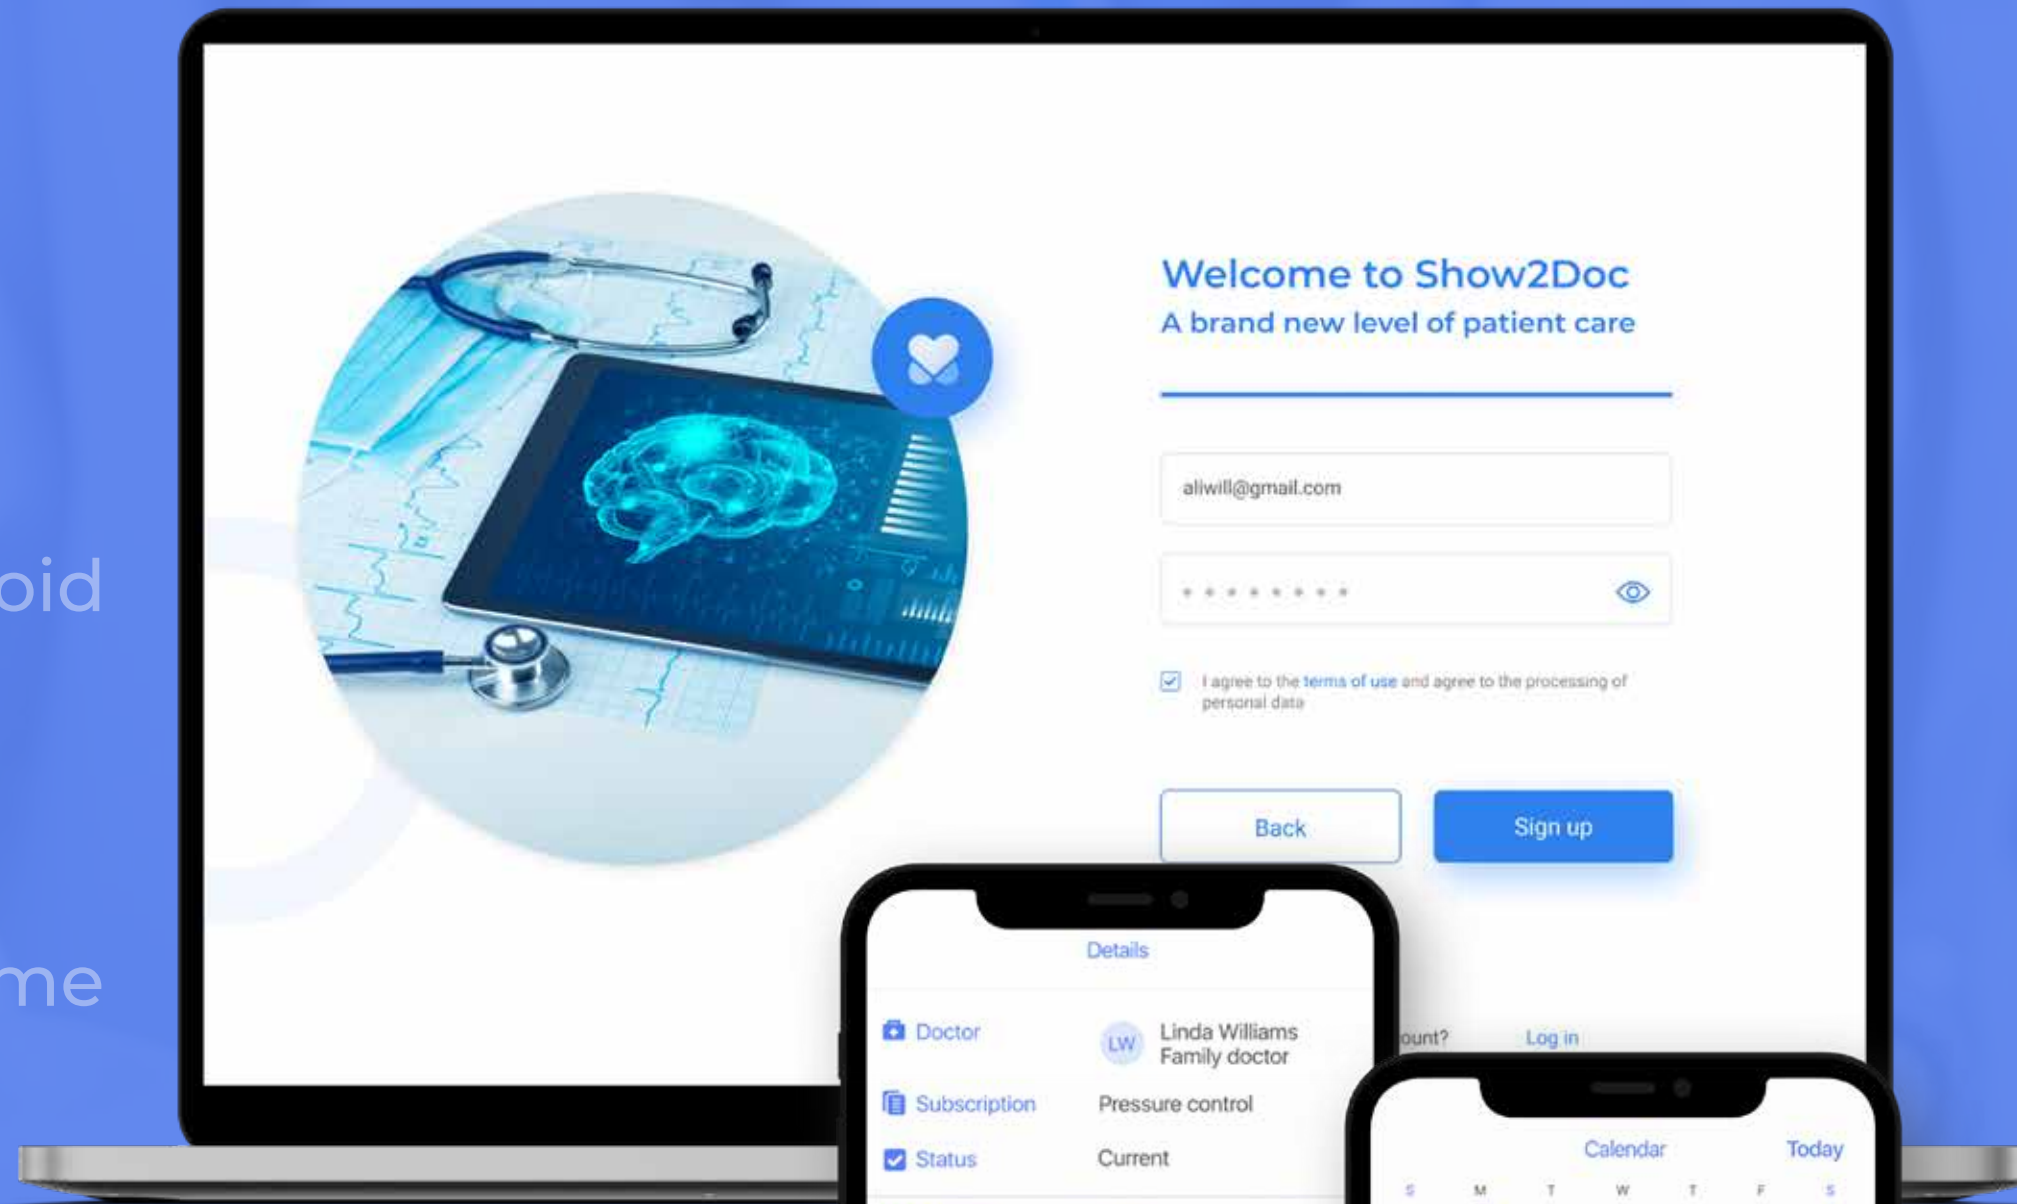 oid
me
Welcome to Show2Doc
A brand new level of patient care
aliwill@gmail.com
I agree to the terms of use and agree to the processing of
personal data
Back
Sign up
ount?
Log in
Details
Doctor
LW
Linda Williams
Family doctor
Subscription
Pressure control
Status
Current
Calendar
Today
S M T W T F S